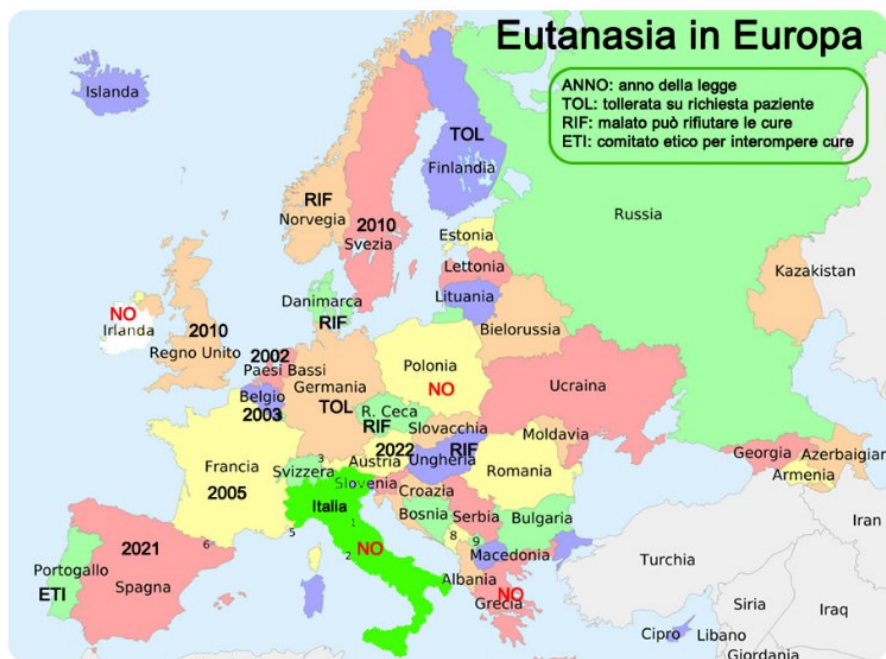 Eutanasia in Europa
ANNO: anno della legge
TOL: tollerata su richiesta paziente
RIF: malato può rifiutare le cure
ETI: comitato etico per interompere cure
Islanda
TOL
Finlandia
Russia
RIF
Norvegia
2010
Svezia
Estonia
Lettonia
Lituania
Kazakistan
Danimarca
RIF
Bielorussia
NO
Irlanda
2010
Regno Unito
2002
Paesi Bassi
Belgio
2003
Germania
TOL
Polonia
NO
Ucraina
R. Ceca
RIF
Slovacchia
Moldavia
Francia
2005
3
Svizzera
2022
Austria
RIF
Ungheria
Romania
Slovenia
Italia
Croazia
Bosnia
Serbia
Bulgaria
Georgia
Azerbaigian
Armenia
1
2
NO
5
6
8
9
Macedonia
Albania
NO
Grecia
2021
Spagna
Portogallo
ETI
Turchia
Iran
Siria
Iraq
Cipro
Libano
Giordania